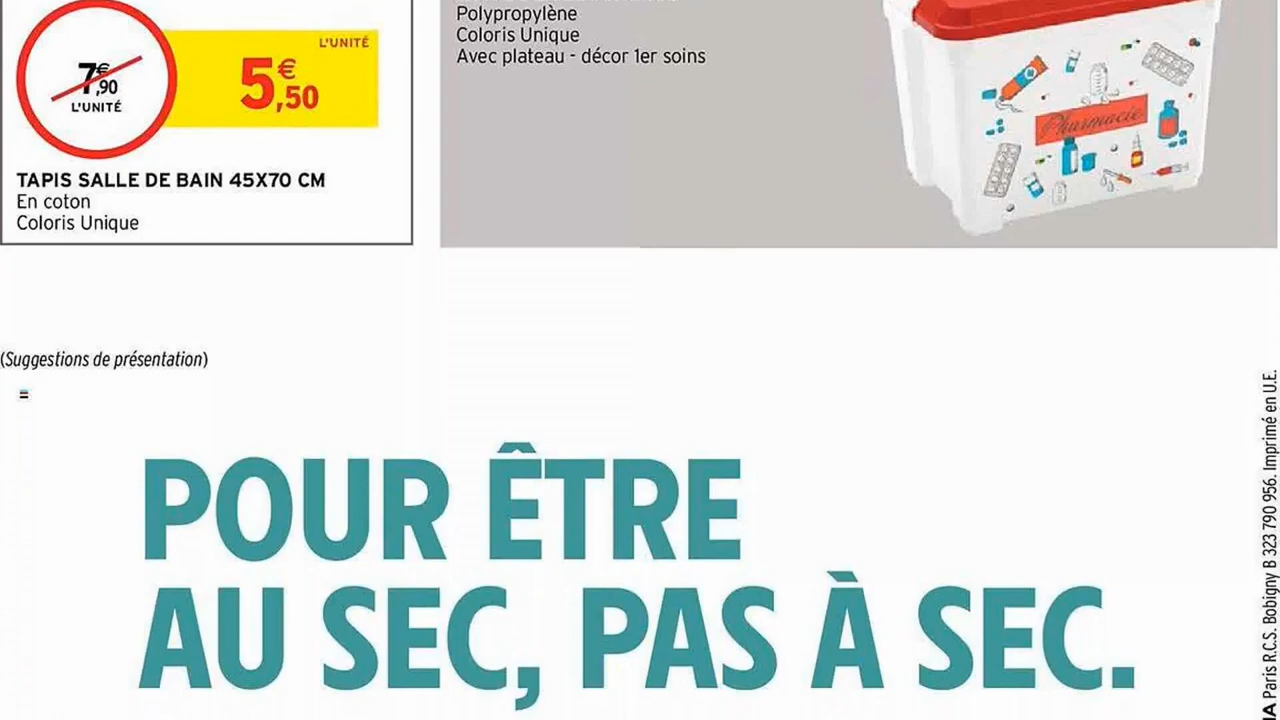 7€,90
L'UNITÉ
L'UNITÉ
5€,50
TAPIS SALLE DE BAIN 45X70 CM
En coton
Coloris Unique
Polypropylène
Coloris Unique
Avec plateau - décor 1er soins
Pharmacie
(Suggestions de présentation)
POUR ÊTRE
AU SEC, PAS À SEC.
Paris R.C.S. Bobigny B 323 790 956. Imprimé en U.E.